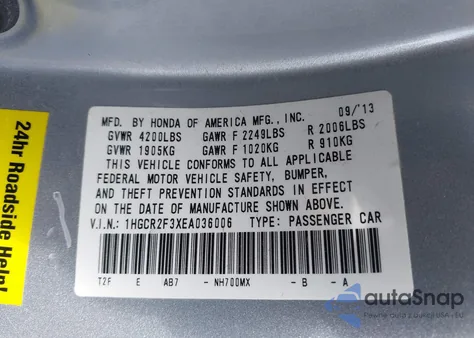 MFD. BY HONDA OF AMERICA MFG., INC. 09/'13
GVWR 4200LBS GAWR F 2249LBS R 2006LBS
GVWR 1905KG GAWR F 1020KG R 910KG
THIS VEHICLE CONFORMS TO ALL APPLICABLE
FEDERAL MOTOR VEHICLE SAFETY, BUMPER,
AND THEFT PREVENTION STANDARDS IN EFFECT
ON THE DATE OF MANUFACTURE SHOWN ABOVE.
V.I.N.: 1HGCR2F3XEA036006 TYPE: PASSENGER CAR
T2F E AB7 - NH700MX - B - A
24hr Roadside Help!
autoSnap